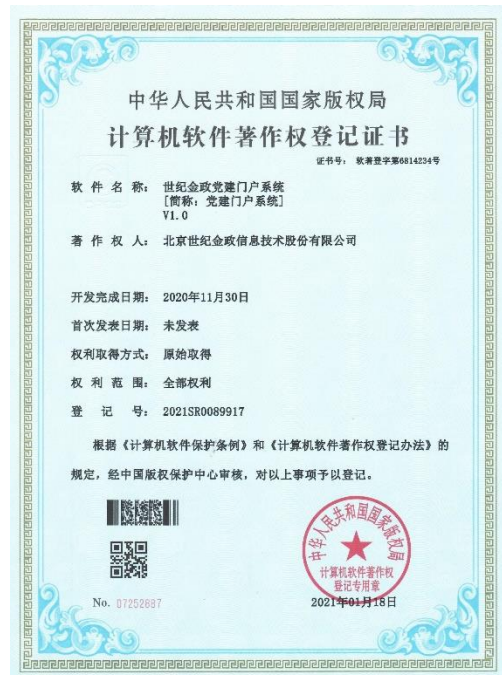 中华人民共和国国家版权局
计算机软件著作权登记证书
证书号： 软著登字第6814234号
软件名称： 世纪金政党建门户系统
[简称：党建门户系统]
V1.0
著作权人： 北京世纪金政信息技术股份有限公司
开发完成日期： 2020年11月30日
首次发表日期： 未发表
权利取得方式： 原始取得
权利范围： 全部权利
登记号： 2021SR0089917
根据《计算机软件保护条例》和《计算机软件著作权登记办法》的
规定，经中国版权保护中心审核，对以上事项予以登记。
中华人民共和国国家版权局
计算机软件著作权
登记专用章
No. 07252687
2021年01月18日